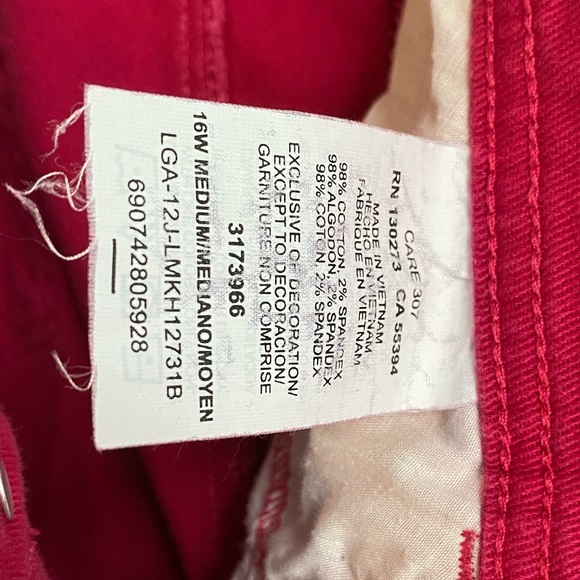 CARE 307
RN 130273 CA 55394
MADE IN VIETNAM
HECHO EN VIETNAM
FABRIQUE EN VIETNAM
98% COTTON, 2% SPANDEX
98% ALGODON, 2% SPANDEX
98% COTON, 2% SPANDEX
EXCLUSIVE OF DECORATION/
EXCEPTO DECORACION/
GARNITURE NON COMPRISE
3173966
16W MEDIUM/MEDIANO/MOYEN
LGA-12J-LMKH12731B
690742805928